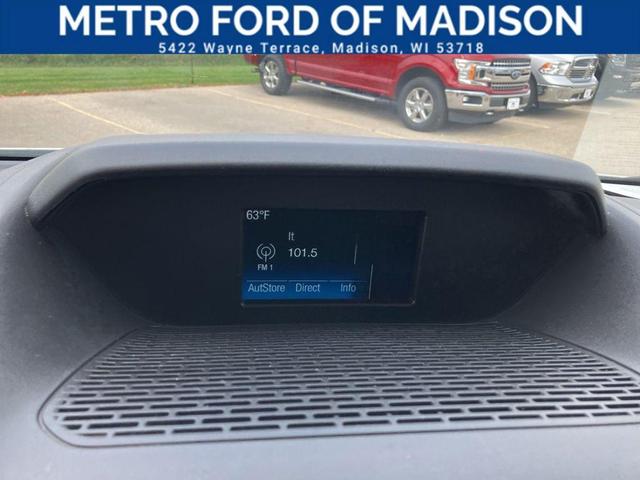 METRO FORD OF MADISON
5422 Wayne Terrace, Madison, WI 53718
63°F
It
101.5
FM 1
AutStore Direct Info